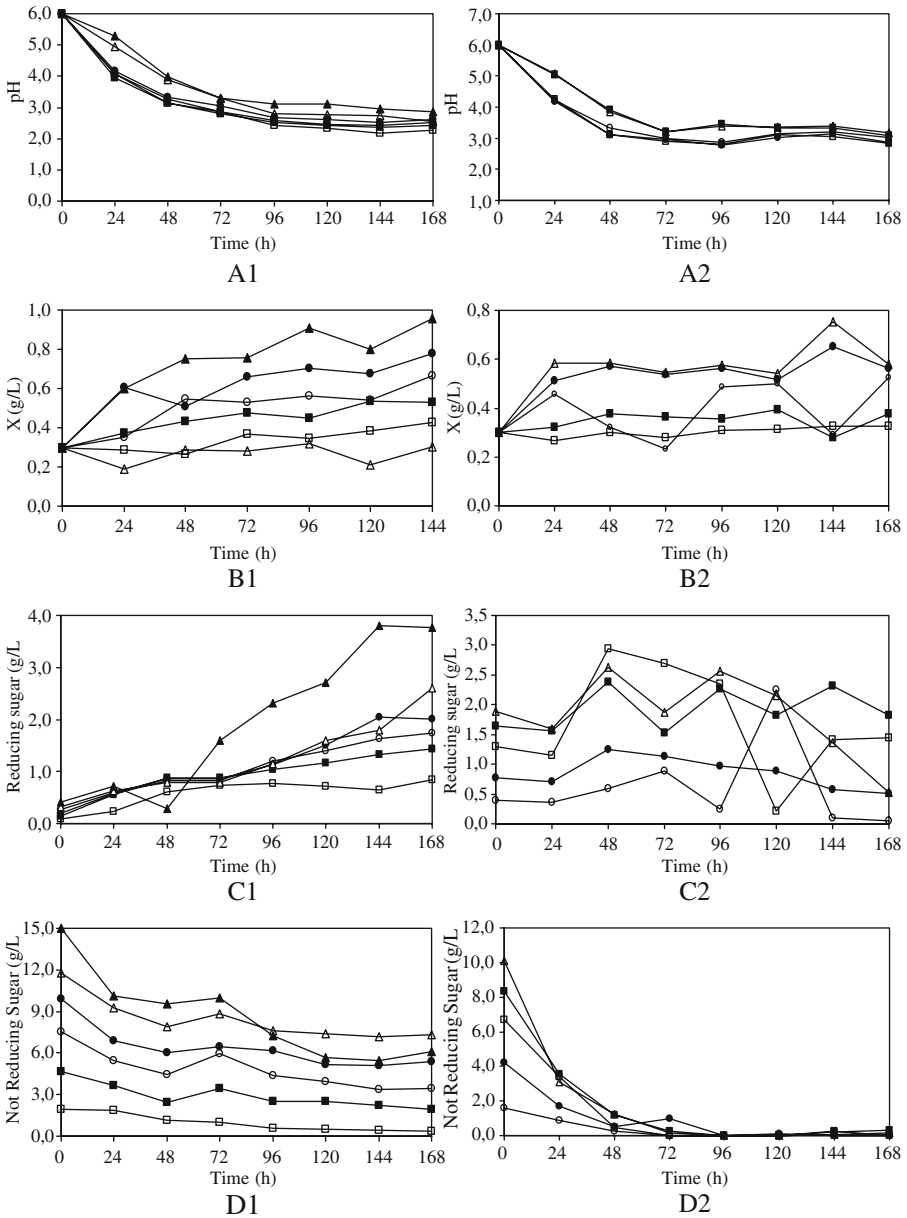 6,0
5,0
4,0
3,0
2,0
1,0
0,0
pH
0 24 48 72 96 120 144 168
Time (h)
A1
7,0
6,0
5,0
4,0
3,0
2,0
1,0
pH
0 24 48 72 96 120 144 168
Time (h)
A2
1,0
0,8
0,6
0,4
0,2
0,0
X (g/L)
0 24 48 72 96 120 144
Time (h)
B1
0,8
0,6
0,4
0,2
0,0
X (g/L)
0 24 48 72 96 120 144 168
Time (h)
B2
4,0
3,0
2,0
1,0
0,0
Reducing sugar (g/L
0 24 48 72 96 120 144 168
Time (h)
C1
3,5
3,0
2,5
2,0
1,5
1,0
0,5
0,0
Reducing sugar (g/L
0 24 48 72 96 120 144 168
Time (h)
C2
15,0
12,0
9,0
6,0
3,0
0,0
Not Reducing Sugar (g/L
0 24 48 72 96 120 144 168
Time (h)
D1
12,0
10,0
8,0
6,0
4,0
2,0
0,0
Not Reducing Sugar (g/L
0 24 48 72 96 120 144 168
Time (h)
D2